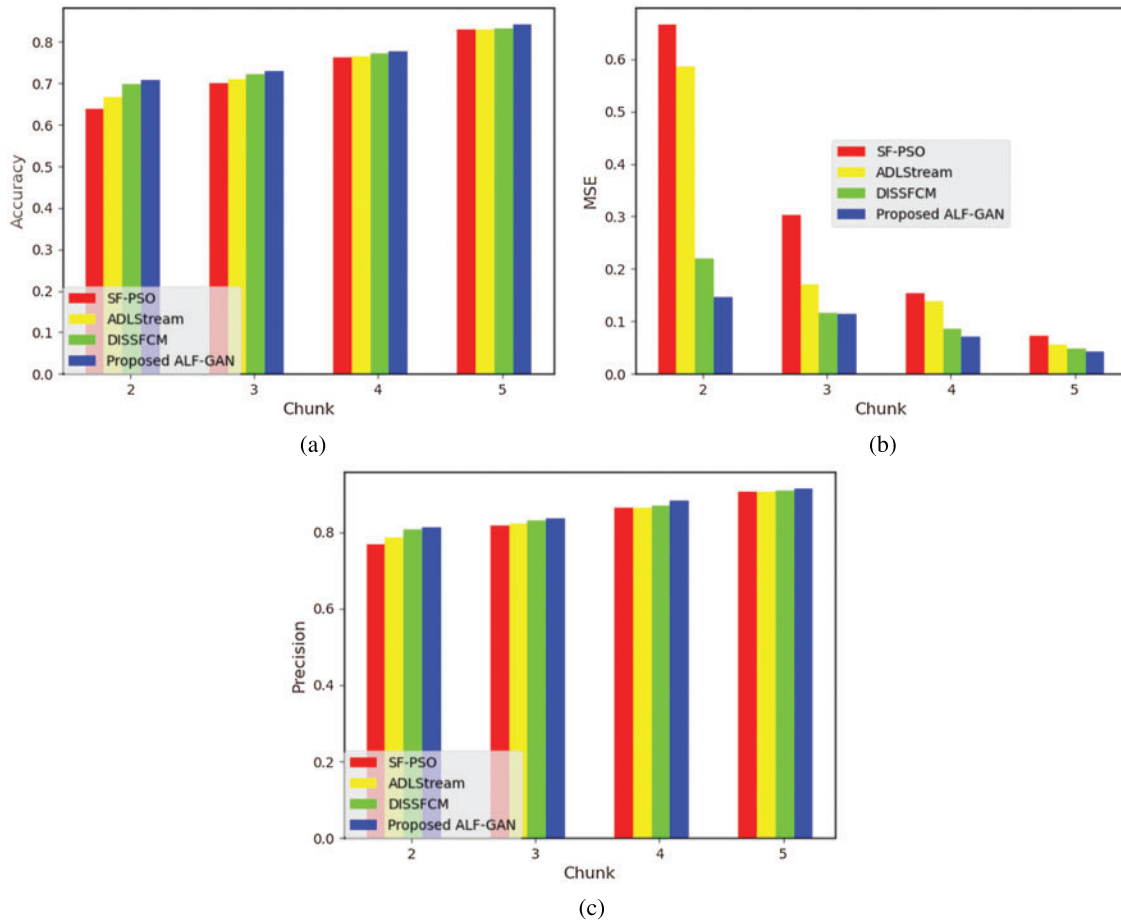 0.8
0.7
0.6
0.5
0.4
0.3
0.2
0.1
0.0
Accuracy
SF-PSO
ADLStream
DISSFCM
Proposed ALF-GAN
2 3 4 5
Chunk
(a)
0.6
0.5
0.4
0.3
0.2
0.1
0.0
MSE
SF-PSO
ADLStream
DISSFCM
Proposed ALF-GAN
2 3 4 5
Chunk
(b)
0.8
0.6
0.4
0.2
0.0
Precision
SF-PSO
ADLStream
DISSFCM
Proposed ALF-GAN
2 3 4 5
Chunk
(c)